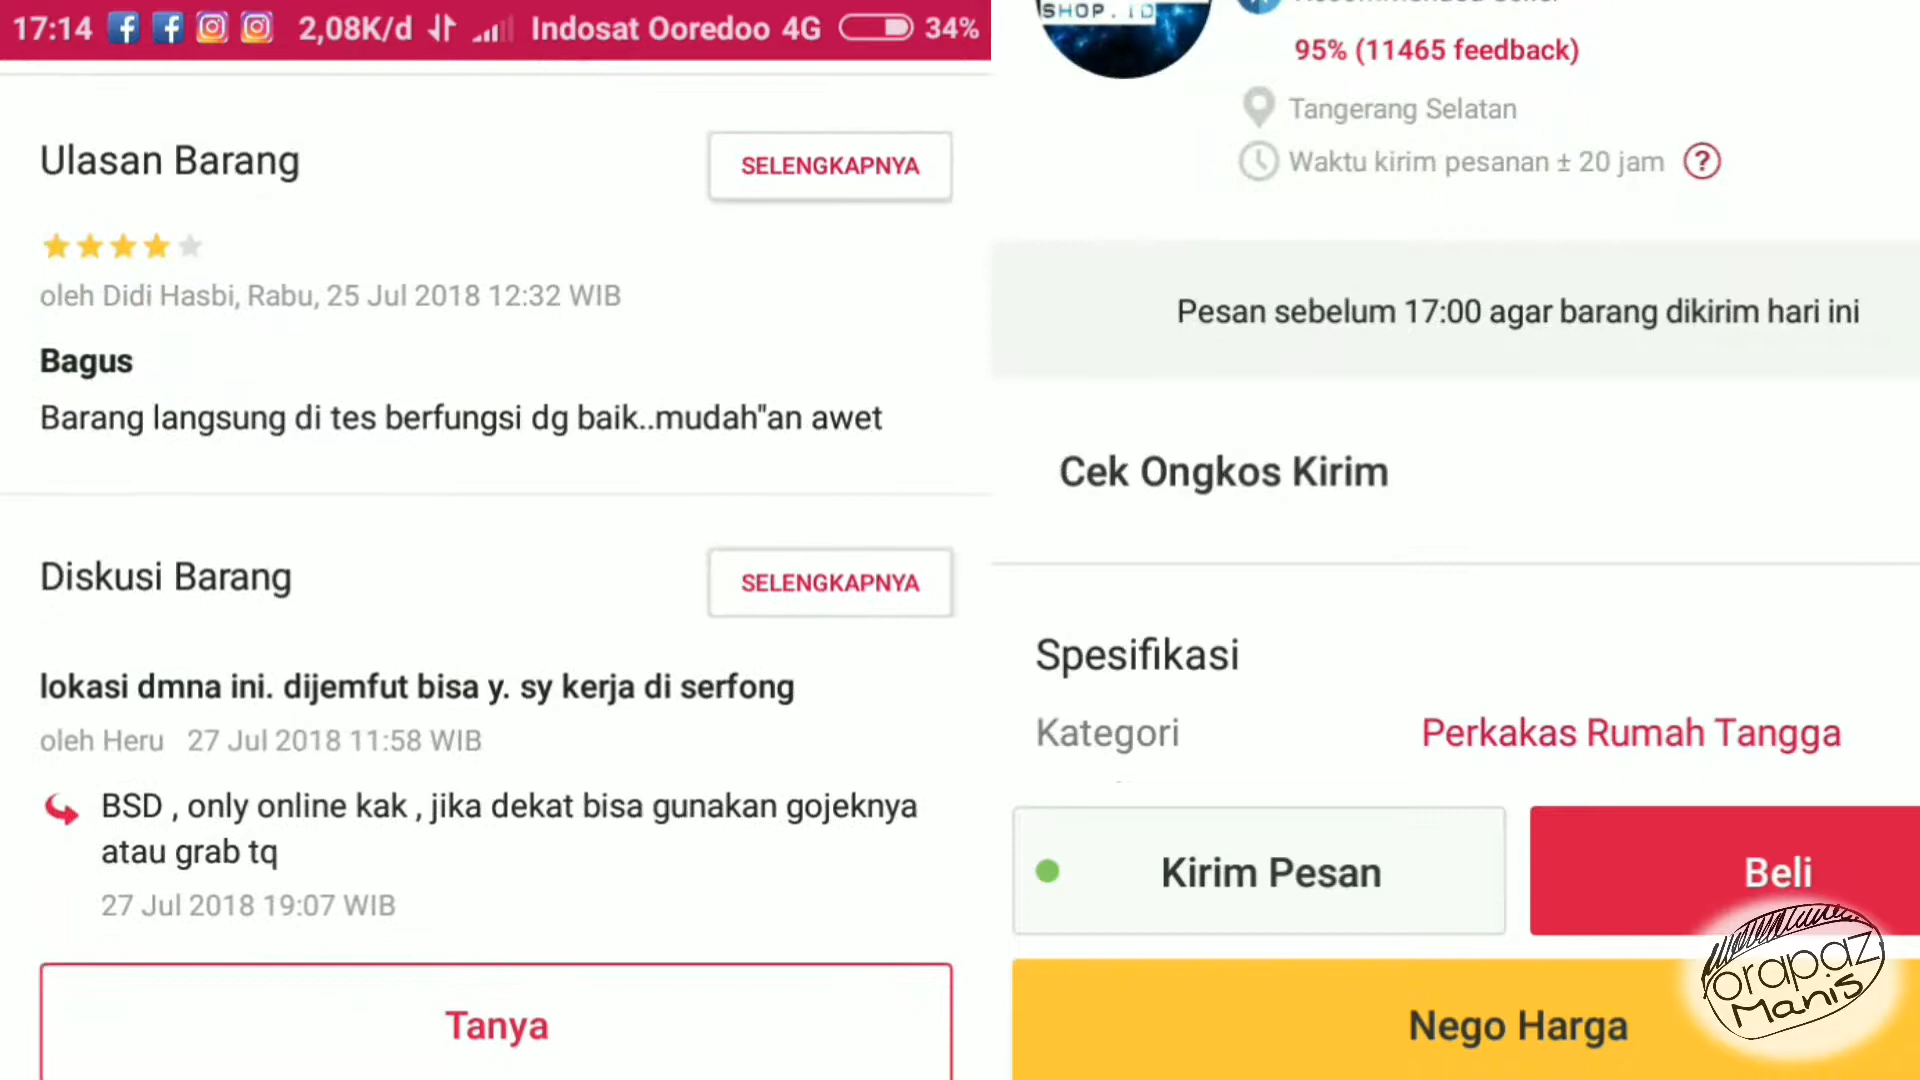 17:14 2,08K/d Indosat Ooredoo 4G 34%
Ulasan Barang
SELENGKAPNYA
oleh Didi Hasbi, Rabu, 25 Jul 2018 12:32 WIB
Bagus
Barang langsung di tes berfungsi dg baik..mudah"an awet
Diskusi Barang
SELENGKAPNYA
lokasi dmna ini. dijemfut bisa y. sy kerja di serfong
oleh Heru 27 Jul 2018 11:58 WIB
BSD , only online kak , jika dekat bisa gunakan gojeknya
atau grab tq
27 Jul 2018 19:07 WIB
Tanya
SHOP.ID
95% (11465 feedback)
Tangerang Selatan
Waktu kirim pesanan ± 20 jam ?
Pesan sebelum 17:00 agar barang dikirim hari ini
Cek Ongkos Kirim
Spesifikasi
Kategori
Perkakas Rumah Tangga
Kirim Pesan
Beli
Nego Harga
orapaz
Manis